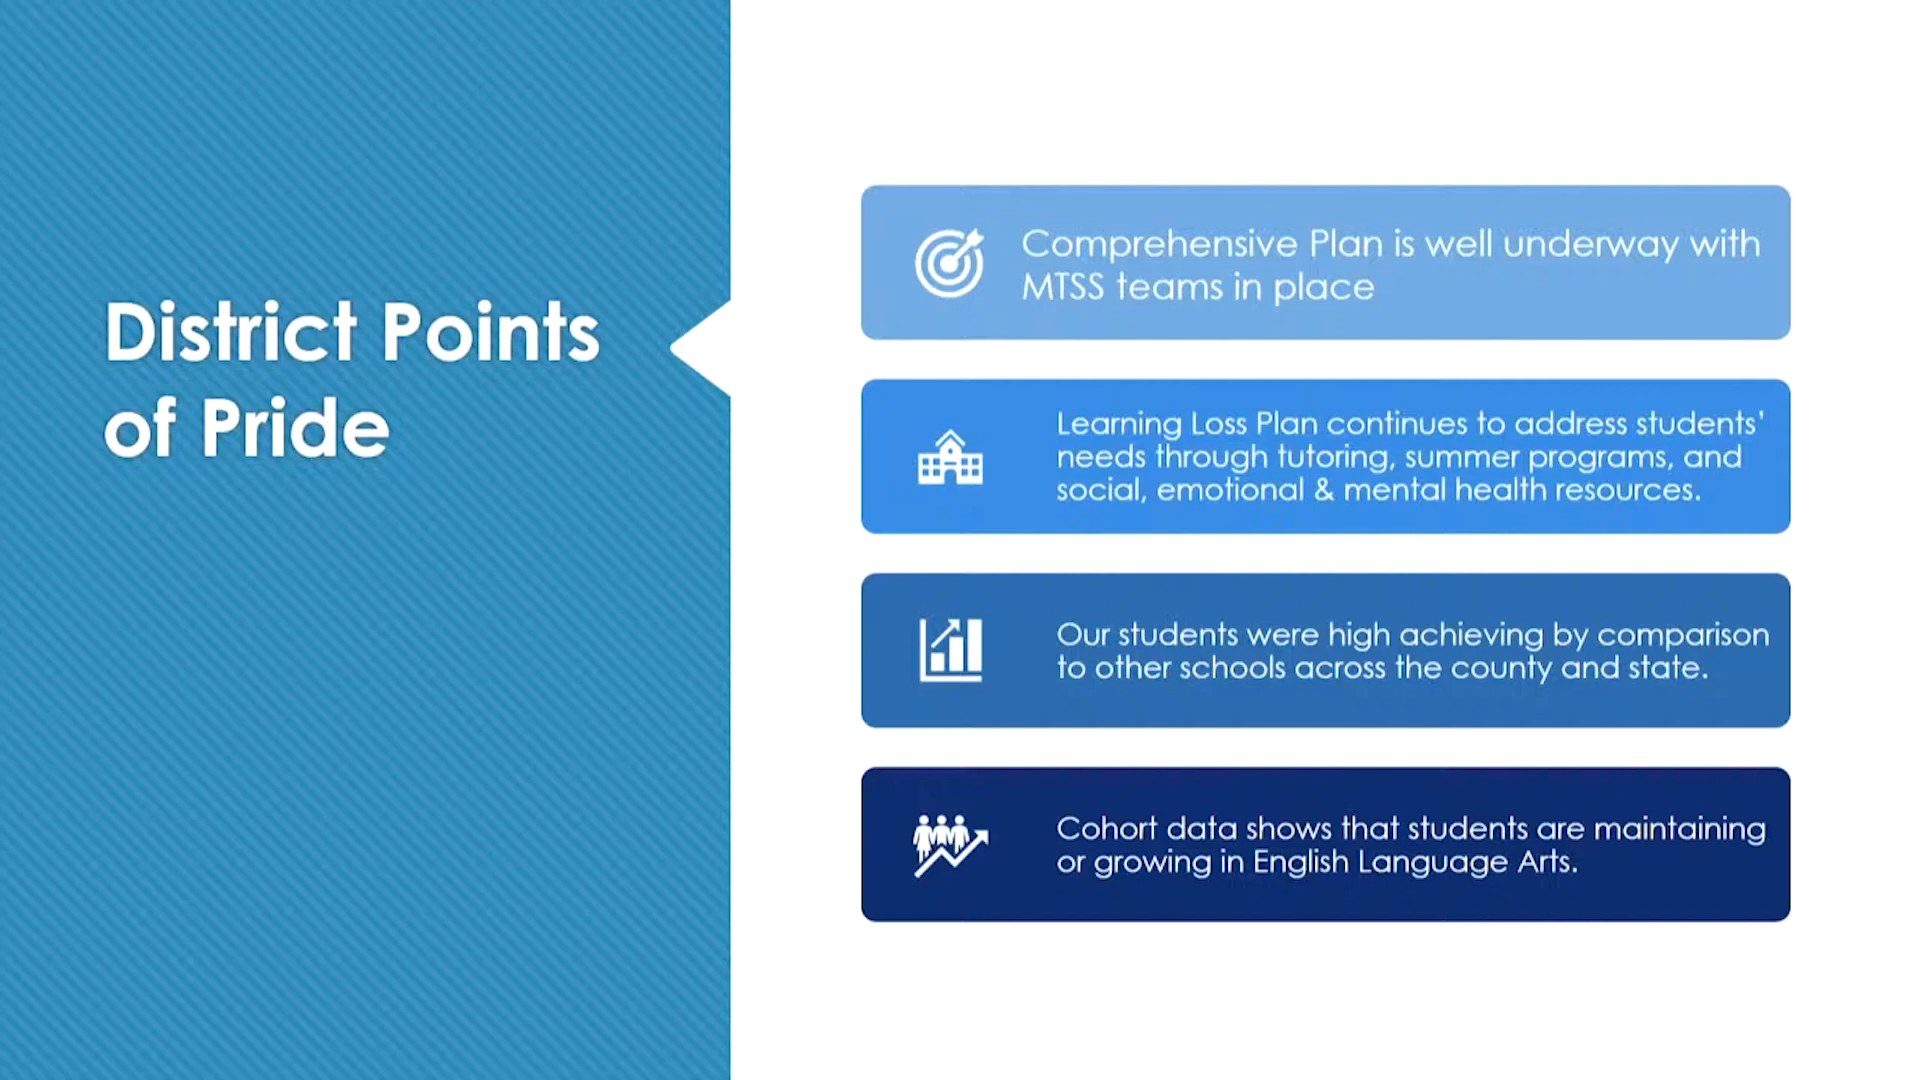 District Points
of Pride
Comprehensive Plan is well underway with
MTSS teams in place
Learning Loss Plan continues to address students’
needs through tutoring, summer programs, and
social, emotional & mental health resources.
Our students were high achieving by comparison
to other schools across the county and state.
Cohort data shows that students are maintaining
or growing in English Language Arts.